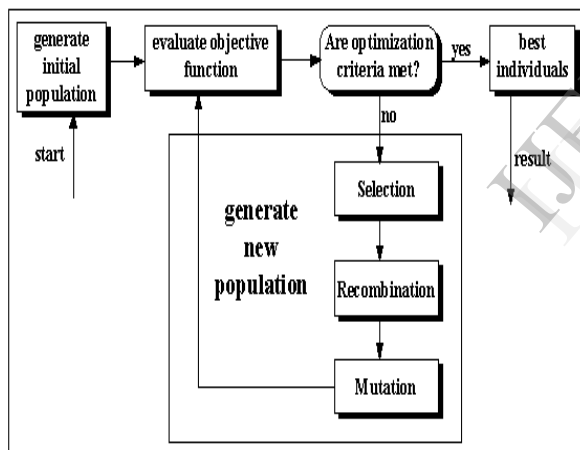 generate
initial
population
evaluate objective
function
Are optimization
criteria met?
yes
best
individuals
start
no
result
Selection
generate
new
population
Recombination
Mutation